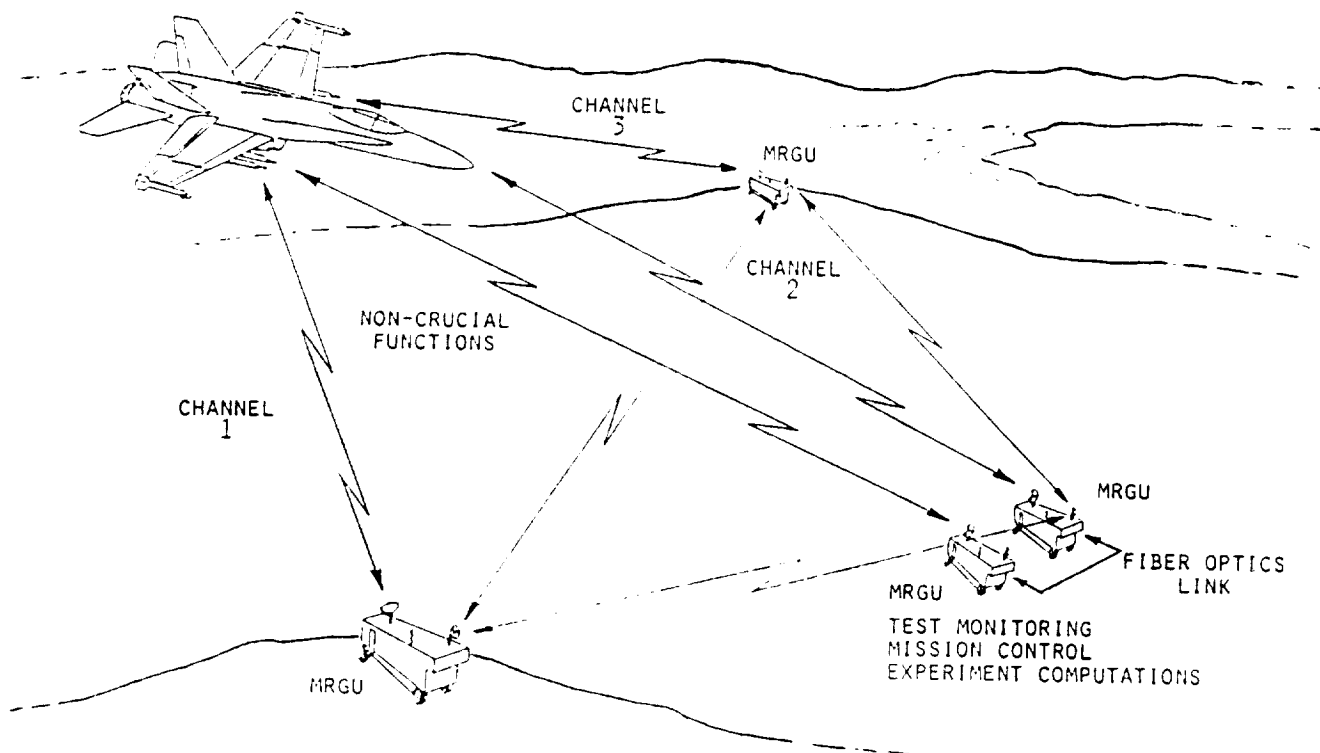 CHANNEL
3
MRGU
CHANNEL
2
NON-CRUCIAL
FUNCTIONS
CHANNEL
1
MRGU
FIBER OPTICS
LINK
MRGU
TEST MONITORING
MISSION CONTROL
EXPERIMENT COMPUTATIONS
MRGU